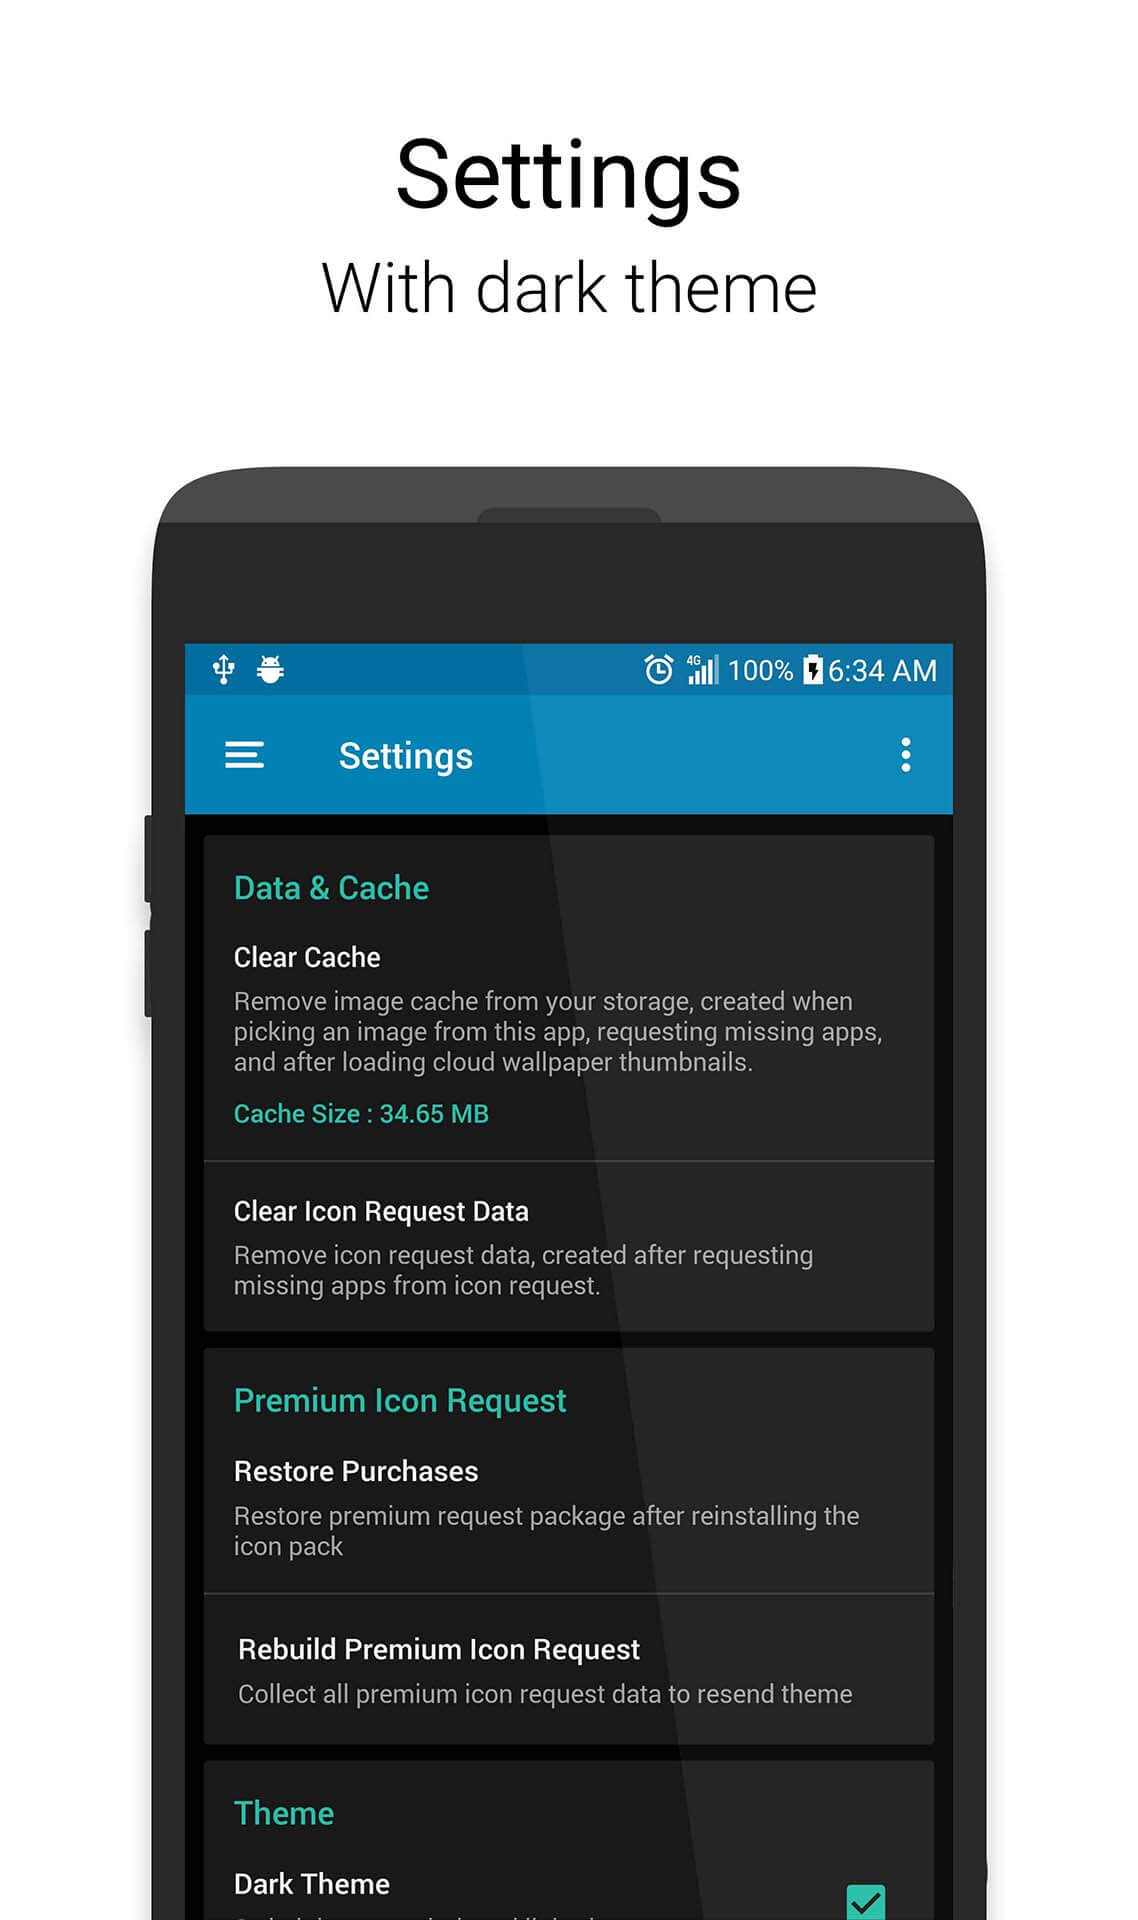 Settings
With dark theme
4G 100% 6:34 AM
Settings
Data & Cache
Clear Cache
Remove image cache from your storage, created when
picking an image from this app, requesting missing apps,
and after loading cloud wallpaper thumbnails.
Cache Size : 34.65 MB
Clear Icon Request Data
Remove icon request data, created after requesting
missing apps from icon request.
Premium Icon Request
Restore Purchases
Restore premium request package after reinstalling the
icon pack
Rebuild Premium Icon Request
Collect all premium icon request data to resend theme
Theme
Dark Theme